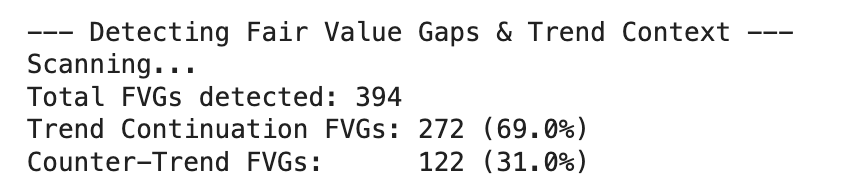 --- Detecting Fair Value Gaps & Trend Context ---
Scanning...
Total FVGs detected: 394
Trend Continuation FVGs: 272 (69.0%)
Counter-Trend FVGs:      122 (31.0%)